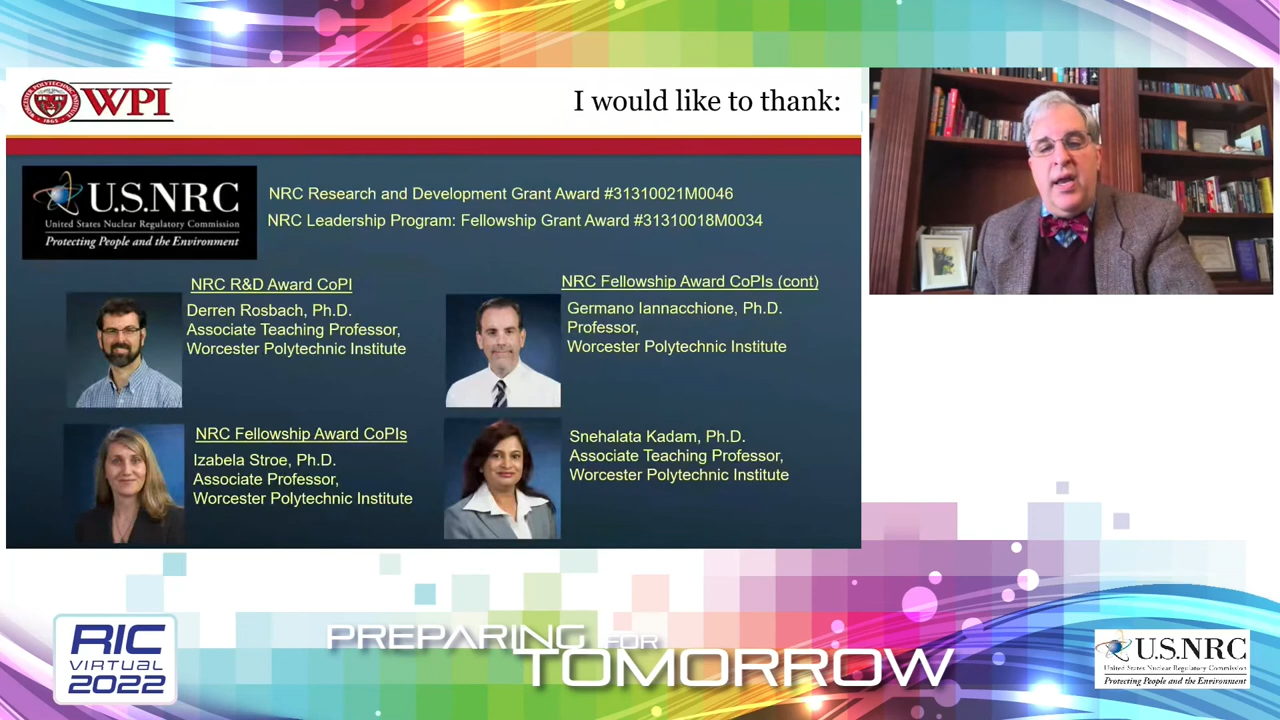 WPI
I would like to thank:
U.S.NRC
United States Nuclear Regulatory Commission
Protecting People and the Environment
NRC Research and Development Grant Award #31310021M0046
NRC Leadership Program: Fellowship Grant Award #31310018M0034
NRC R&D Award CoPI
Derren Rosbach, Ph.D.
Associate Teaching Professor,
Worcester Polytechnic Institute
NRC Fellowship Award CoPIs
Izabela Stroe, Ph.D.
Associate Professor,
Worcester Polytechnic Institute
NRC Fellowship Award CoPIs (cont)
Germano Iannacchione, Ph.D.
Professor,
Worcester Polytechnic Institute
Snehalata Kadam, Ph.D.
Associate Teaching Professor,
Worcester Polytechnic Institute
RIC
VIRTUAL
2022
PREPARING FOR
TOMORROW
U.S.NRC
United States Nuclear Regulatory Commission
Protecting People and the Environment